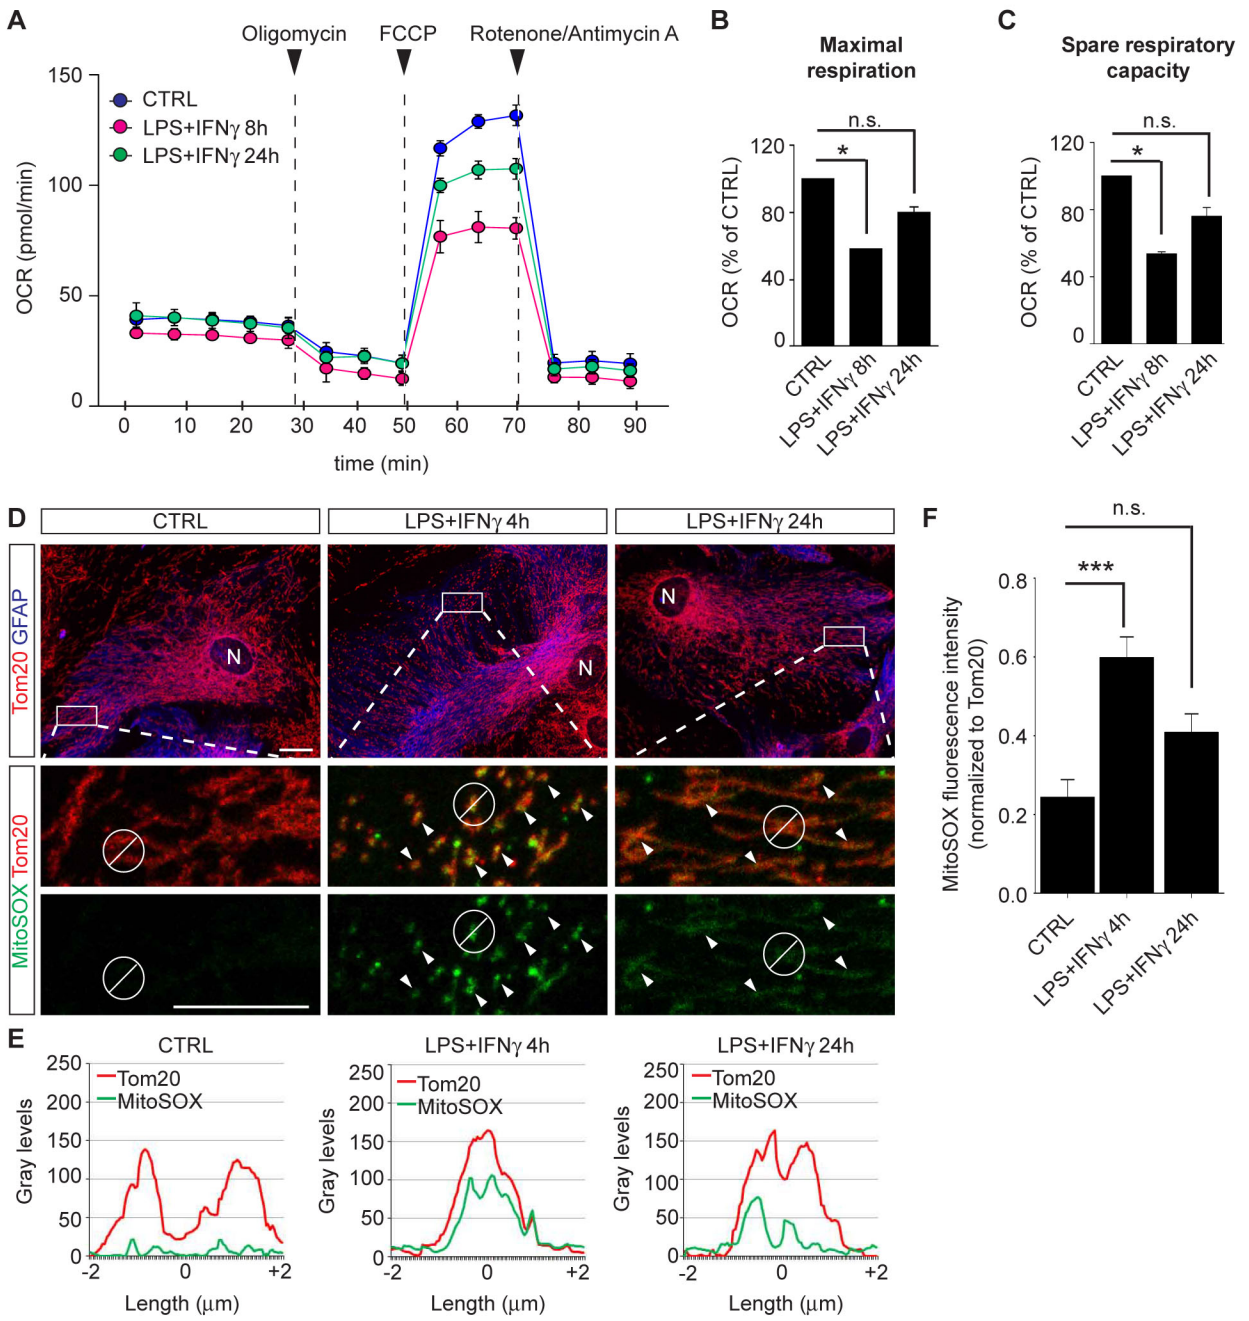 A
Oligomycin
FCCP
Rotenone/Antimycin A
CTRL
LPS+IFNγ 8h
LPS+IFNγ 24h
OCR (pmol/min)
150
100
50
0
0 10 20 30 40 50 60 70 80 90
time (min)
B
Maximal
respiration
n.s.
*
OCR (% of CTRL)
120
80
40
0
CTRL
LPS+IFNγ 8h
LPS+IFNγ 24h
C
Spare respiratory
capacity
n.s.
*
OCR (% of CTRL)
120
80
40
0
CTRL
LPS+IFNγ 8h
LPS+IFNγ 24h
D
CTRL
LPS+IFNγ 4h
LPS+IFNγ 24h
Tom20 GFAP
N
N
N
MitoSOX Tom20
E
CTRL
Gray levels
250
200
150
100
50
0
Tom20
MitoSOX
-2 0 +2
Length (μm)
LPS+IFNγ 4h
Gray levels
250
200
150
100
50
0
Tom20
MitoSOX
-2 0 +2
Length (μm)
LPS+IFNγ 24h
Gray levels
250
200
150
100
50
0
Tom20
MitoSOX
-2 0 +2
Length (μm)
F
n.s.
***
MitoSOX fluorescence intensity
(normalized to Tom20)
0.8
0.6
0.4
0.2
0.0
CTRL
LPS+IFNγ 4h
LPS+IFNγ 24h